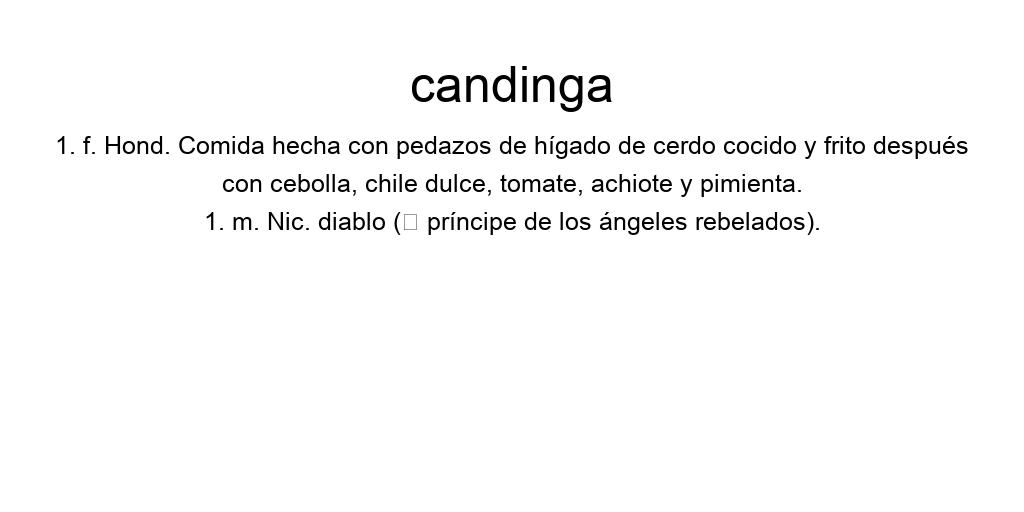 candinga
1. f. Hond. Comida hecha con pedazos de hígado de cerdo cocido y frito después
con cebolla, chile dulce, tomate, achiote y pimienta.
1. m. Nic. diablo (□ príncipe de los ángeles rebelados).